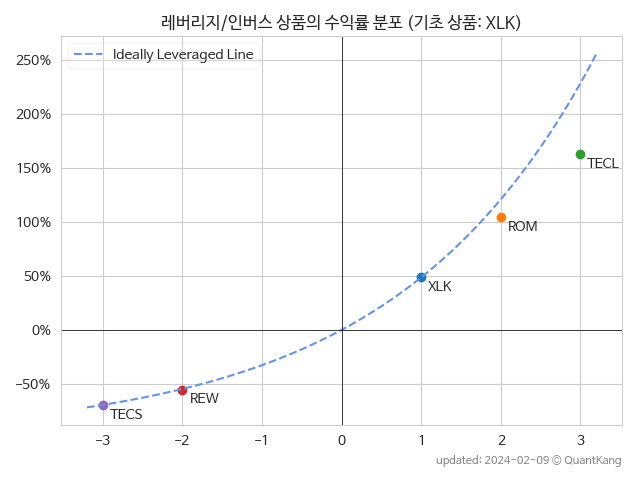 레버리지/인버스 상품의 수익률 분포 (기초 상품: XLK)
Ideally Leveraged Line
250%
200%
150%
100%
50%
0%
−50%
TECL
ROM
XLK
REW
TECS
−3
−2
−1
0
1
2
3
updated: 2024-02-09 © QuantKang